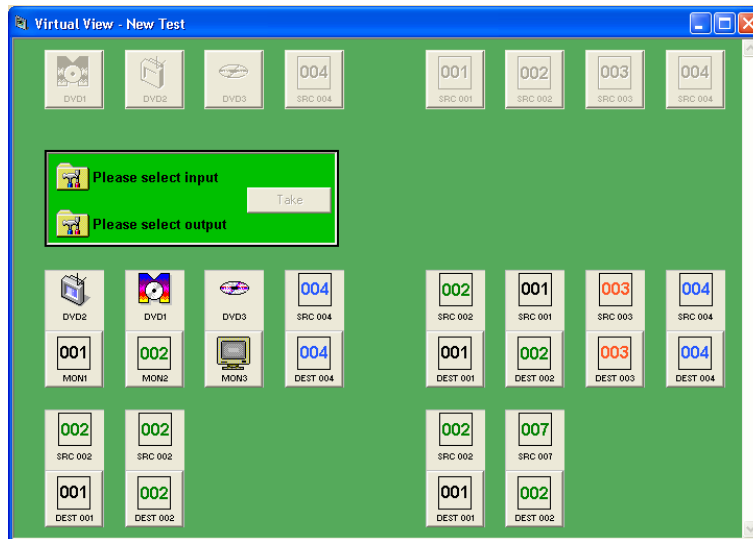 Virtual View - New Test
004 001 002 003 004
DVD1 DVD2 DVD3 SRC 004 SRC 001 SRC 002 SRC 003 SRC 004
Please select input
Take
Please select output
004 002 001 003 004
DVD2 DVD1 DVD3 SRC 004 SRC 002 SRC 001 SRC 003 SRC 004
001 002 004 001 002 003 004
MON1 MON2 MON3 DEST 004 DEST 001 DEST 002 DEST 003 DEST 004
002 002 002 007
SRC 002 SRC 002 SRC 002 SRC 007
001 002 001 002
DEST 001 DEST 002 DEST 001 DEST 002